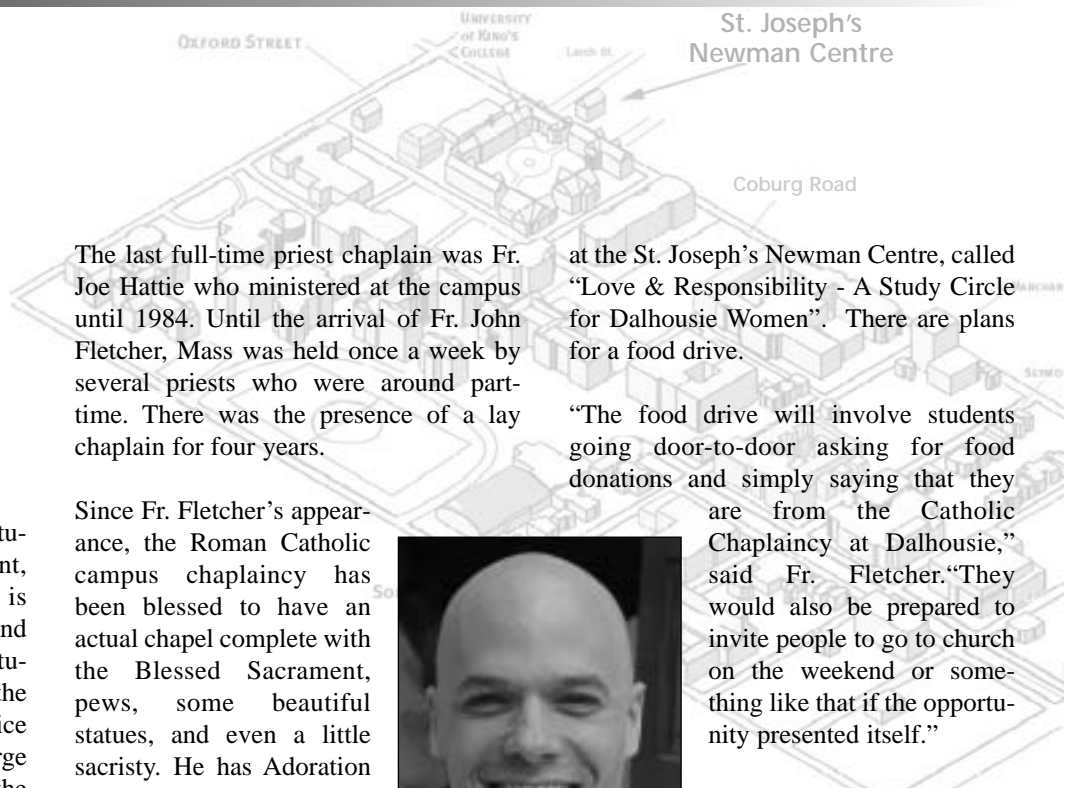 UNIVERSITY
OF KING'S
COLLEGE
OXFORD STREET
Larch St.
St. Joseph's
Newman Centre
Coburg Road
The last full-time priest chaplain was Fr.
Joe Hattie who ministered at the campus
until 1984. Until the arrival of Fr. John
Fletcher, Mass was held once a week by
several priests who were around part-
time. There was the presence of a lay
chaplain for four years.
Since Fr. Fletcher's appear-
ance, the Roman Catholic
campus chaplaincy has
been blessed to have an
actual chapel complete with
the Blessed Sacrament,
pews, some beautiful
statues, and even a little
sacristy. He has Adoration
at the St. Joseph's Newman Centre, called
“Love & Responsibility - A Study Circle
for Dalhousie Women”. There are plans
for a food drive.
“The food drive will involve students
going door-to-door asking for food
donations and simply saying that they
are from the Catholic
Chaplaincy at Dalhousie,”
said Fr. Fletcher.“They
would also be prepared to
invite people to go to church
on the weekend or some-
thing like that if the opportu-
nity presented itself.”
is